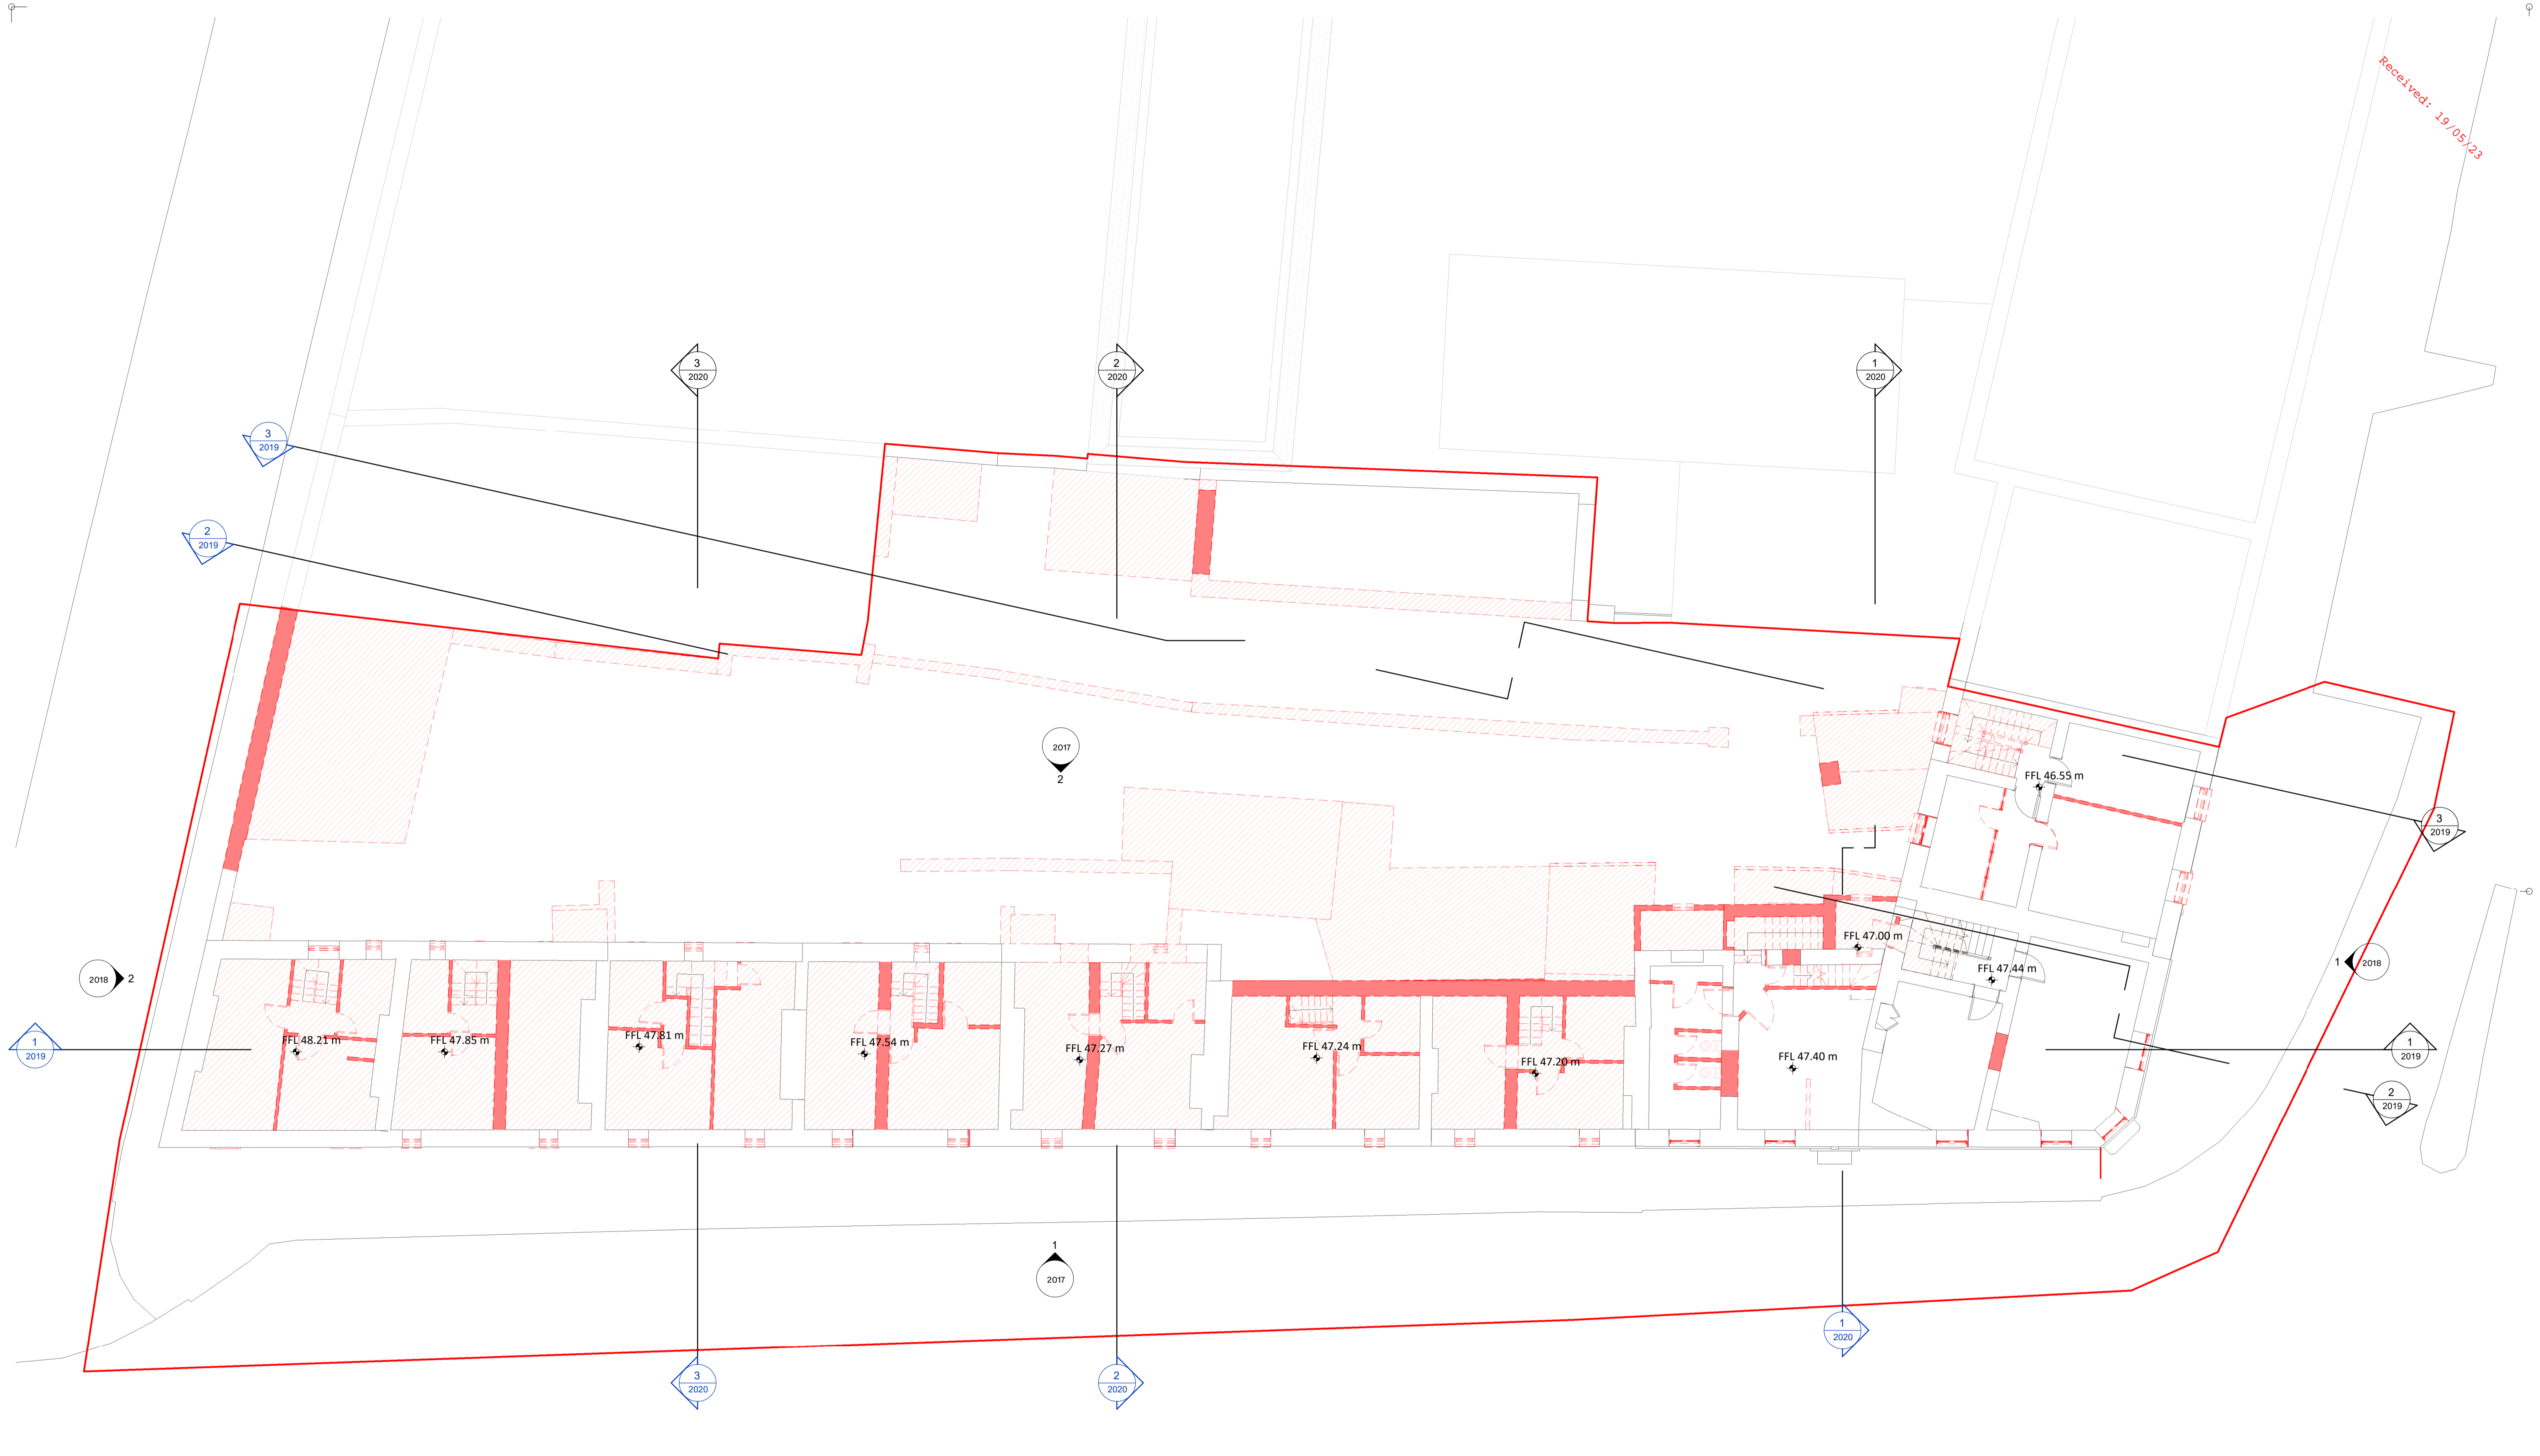 Received: 19/05/23
3
2020
2
2020
1
2020
3
2019
2
2019
2017
2
FFL 46.55 m
3
2019
FFL 47.00 m
FFL 47.44 m
2018
2
1
2018
1
2019
FFL 48.21 m
FFL 47.85 m
FFL 47.81 m
FFL 47.54 m
FFL 47.27 m
FFL 47.24 m
FFL 47.20 m
FFL 47.40 m
1
2019
2
2019
1
2017
1
2020
3
2020
2
2020